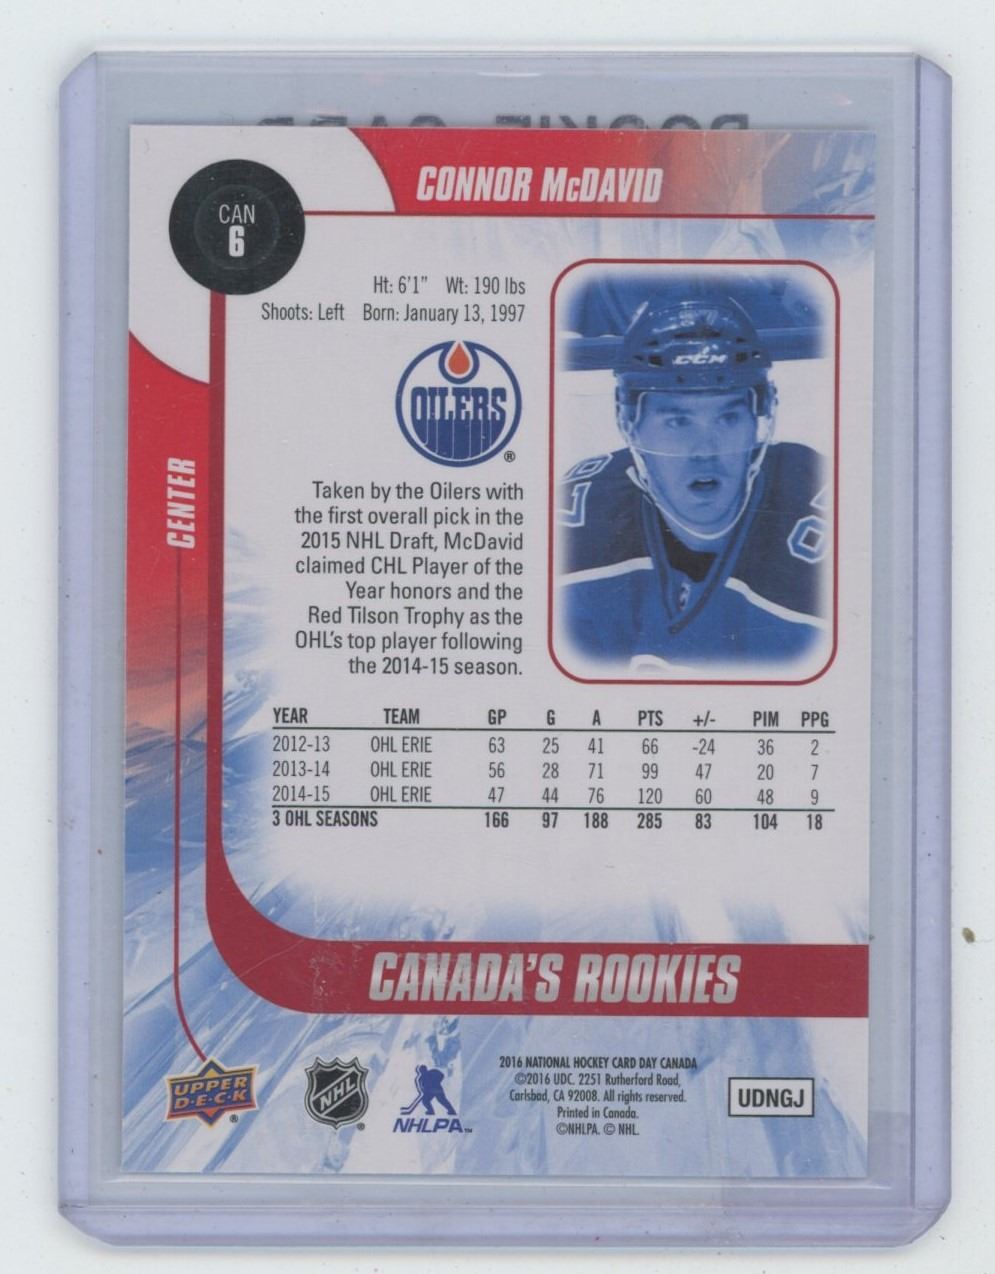 ROOKIE CARD
CONNOR McDAVID
CAN
6
Ht: 6'1" Wt: 190 lbs
Shoots: Left Born: January 13, 1997
CCM
OILERS
®
CENTER
Taken by the Oilers with
the first overall pick in the
2015 NHL Draft, McDavid
claimed CHL Player of the
Year honors and the
Red Tilson Trophy as the
OHL's top player following
the 2014-15 season.
YEAR TEAM GP G A PTS +/- PIM PPG
2012-13 OHL ERIE 63 25 41 66 -24 36 2
2013-14 OHL ERIE 56 28 71 99 47 20 7
2014-15 OHL ERIE 47 44 76 120 60 48 9
3 OHL SEASONS 166 97 188 285 83 104 18
CANADA'S ROOKIES
UPPER
D·E·C·K
®
NHL
®
NHLPA™
2016 NATIONAL HOCKEY CARD DAY CANADA
©2016 UDC. 2251 Rutherford Road,
Carlsbad, CA 92008. All rights reserved.
Printed in Canada.
©NHLPA. © NHL.
UDNGJ